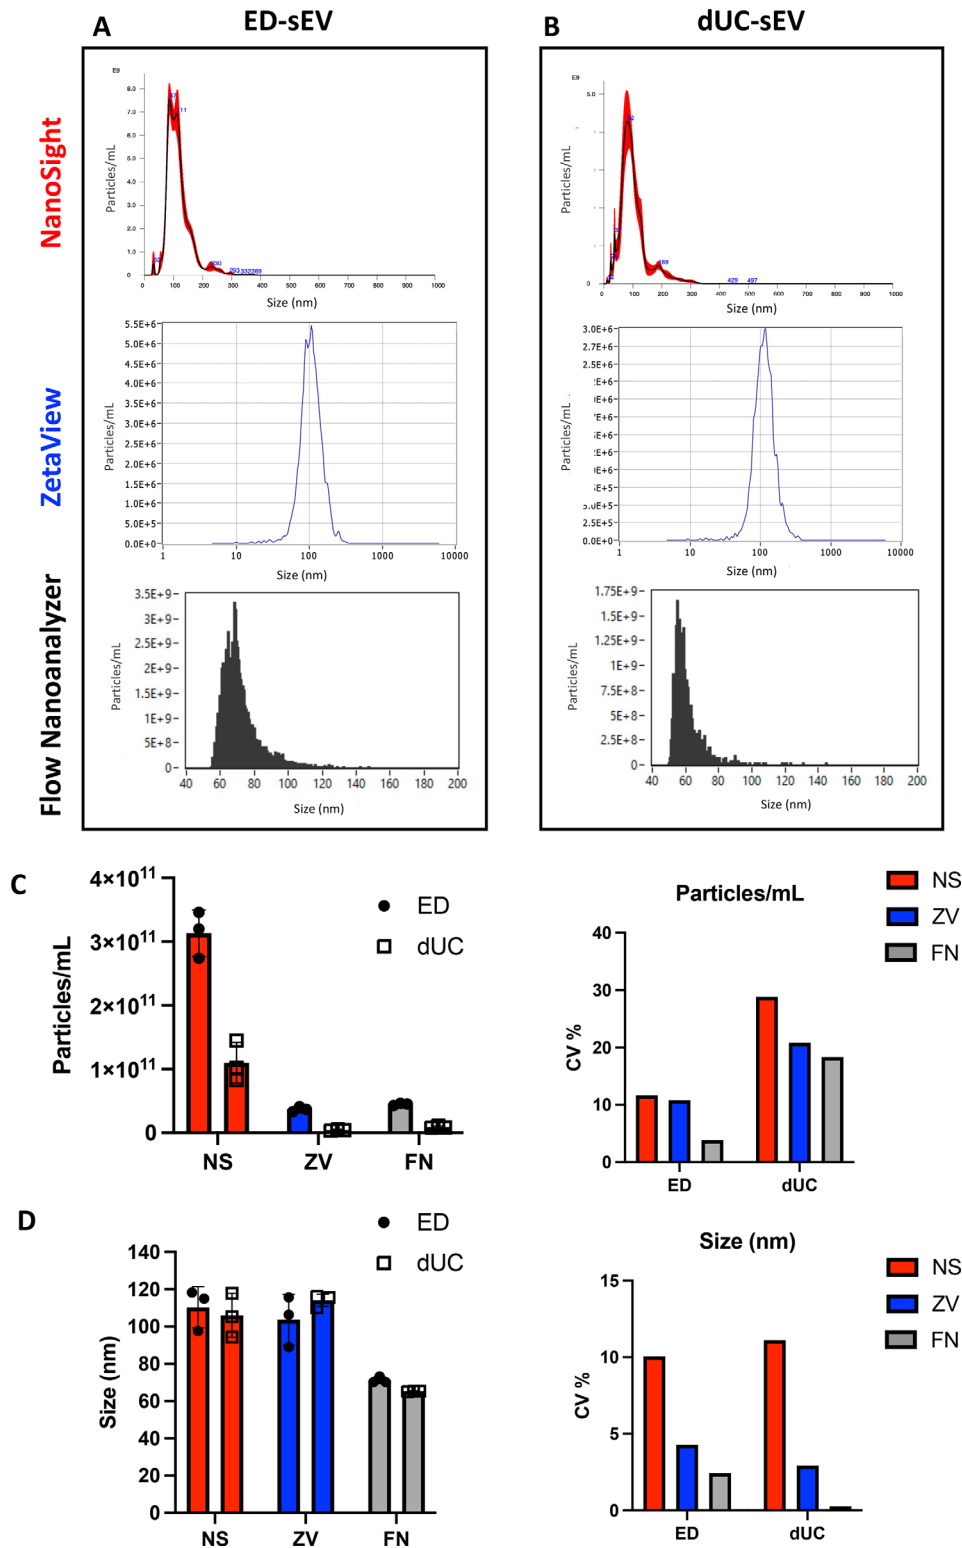 A ED-sEV
B dUC-sEV
NanoSight
E9
Particles/mL
8.0
7.0
6.0
5.0
4.0
3.0
2.0
1.0
0
0 100 200 300 400 500 600 700 800 900 1000
Size (nm)
E9
Particles/mL
5.0
0
0 100 200 300 400 500 600 700 800 900 1000
429 497
Size (nm)
ZetaView
Particles/mL
5.5E+6
5.0E+6
4.5E+6
4.0E+6
3.5E+6
3.0E+6
2.5E+6
2.0E+6
1.5E+6
1.0E+6
5.0E+5
0.0E+0
1 10 100 1000 10000
Size (nm)
Particles/mL
3.0E+6
2.7E+6
2.5E+5
0.0E+0
1 10 100 1000 10000
Size (nm)
Flow Nanoanalyzer
Particles/mL
3.5E+9
3E+9
2.5E+9
2E+9
1.5E+9
1E+9
5E+8
0
40 60 80 100 120 140 160 180 200
Size (nm)
Particles/mL
1.75E+9
1.5E+9
1.25E+9
1E+9
7.5E+8
5E+8
2.5E+8
0
40 60 80 100 120 140 160 180 200
Size (nm)
C
Particles/mL
4×10¹¹
3×10¹¹
2×10¹¹
1×10¹¹
0
NS ZV FN
ED
dUC
Particles/mL
CV %
40
30
20
10
0
ED dUC
NS
ZV
FN
D
Size (nm)
140
120
100
80
60
40
20
0
NS ZV FN
ED
dUC
Size (nm)
CV %
15
10
5
0
ED dUC
NS
ZV
FN